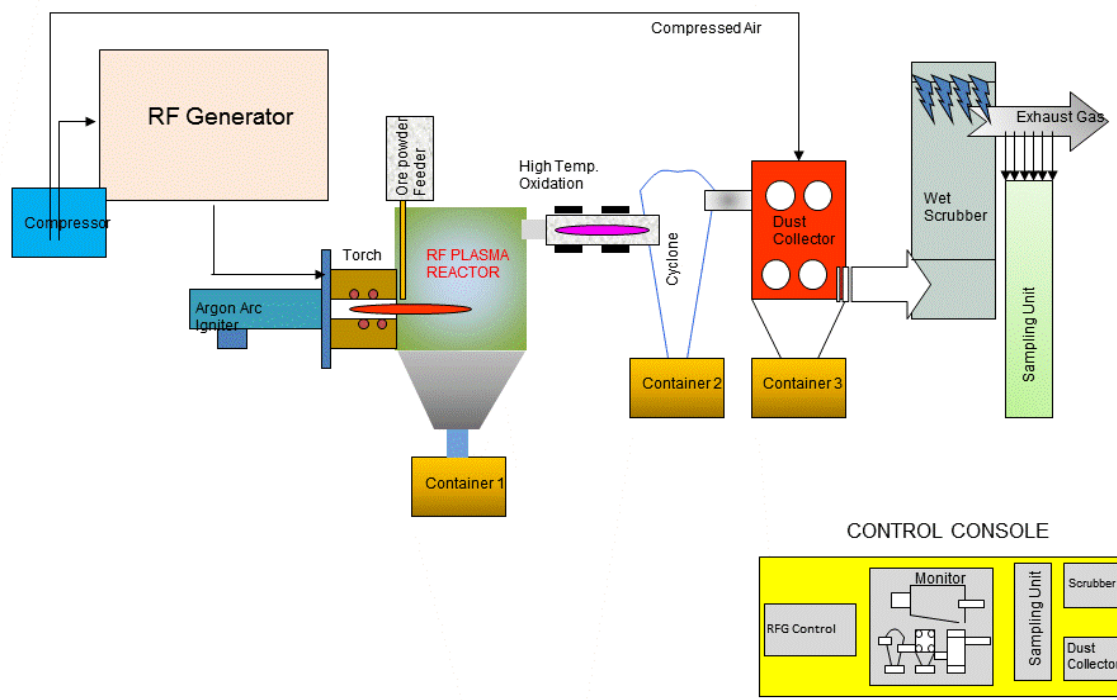 Compressed Air
RF Generator
Exhaust Gas
Ore powder
Feeder
High Temp.
Oxidation
Compressor
Wet
Scrubber
Dust
Collector
Torch
RF PLASMA
REACTOR
Cyclone
Argon Arc
Igniter
Sampling Unit
Container 2
Container 3
Container 1
CONTROL CONSOLE
Monitor
Scrubber
Sampling Unit
RFG Control
Dust
Collector